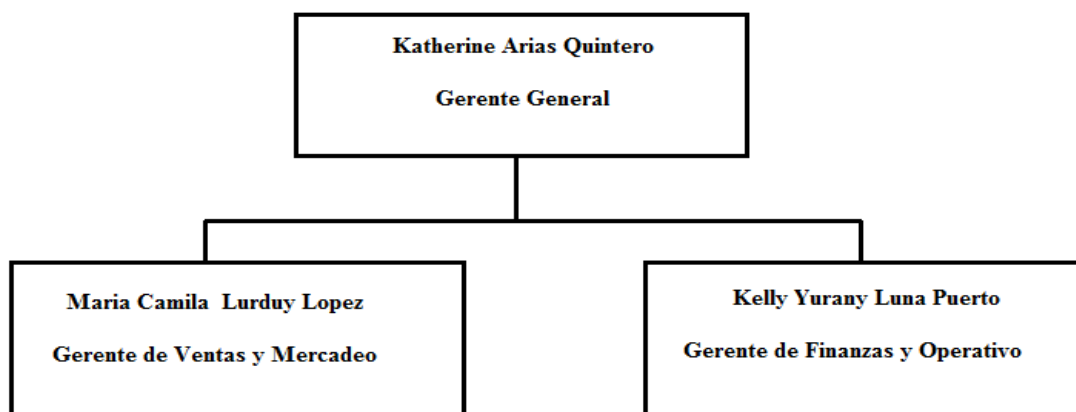 Katherine Arias Quintero
Gerente General
Maria Camila Lurduy Lopez
Gerente de Ventas y Mercadeo
Kelly Yurany Luna Puerto
Gerente de Finanzas y Operativo